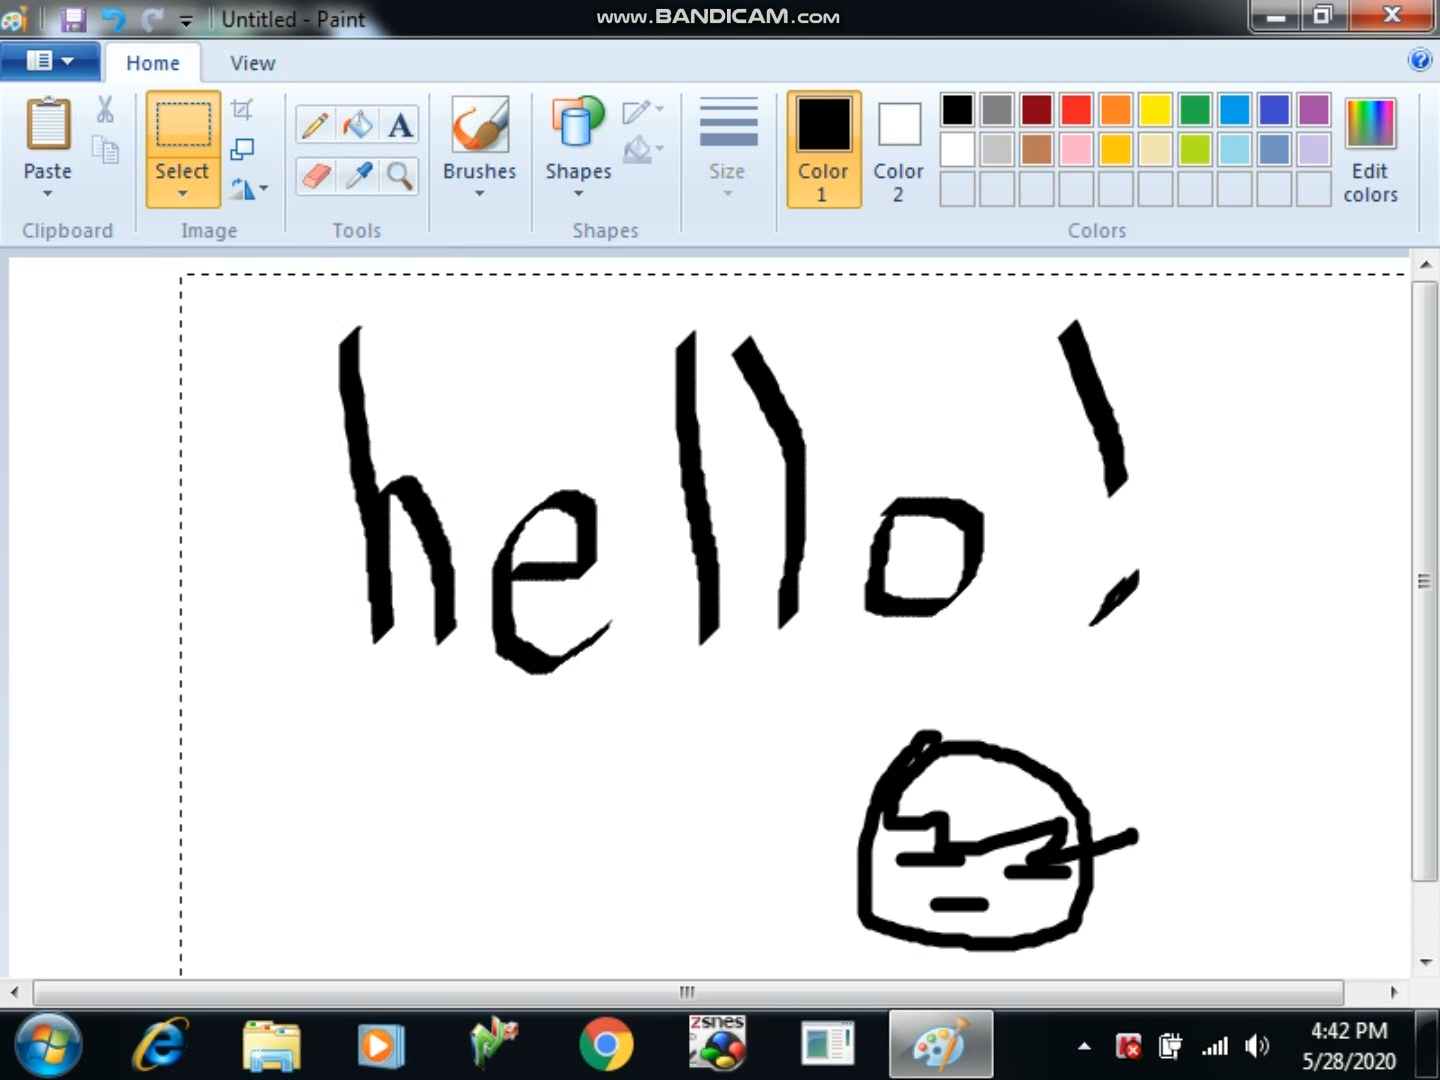 Untitled - Paint
www.BANDICAM.com
Home
View
Paste
Select
Brushes
Shapes
Size
Color 1
Color 2
Edit colors
Clipboard
Image
Tools
Shapes
Colors
A
hello!
ZSNES
4:42 PM
5/28/2020